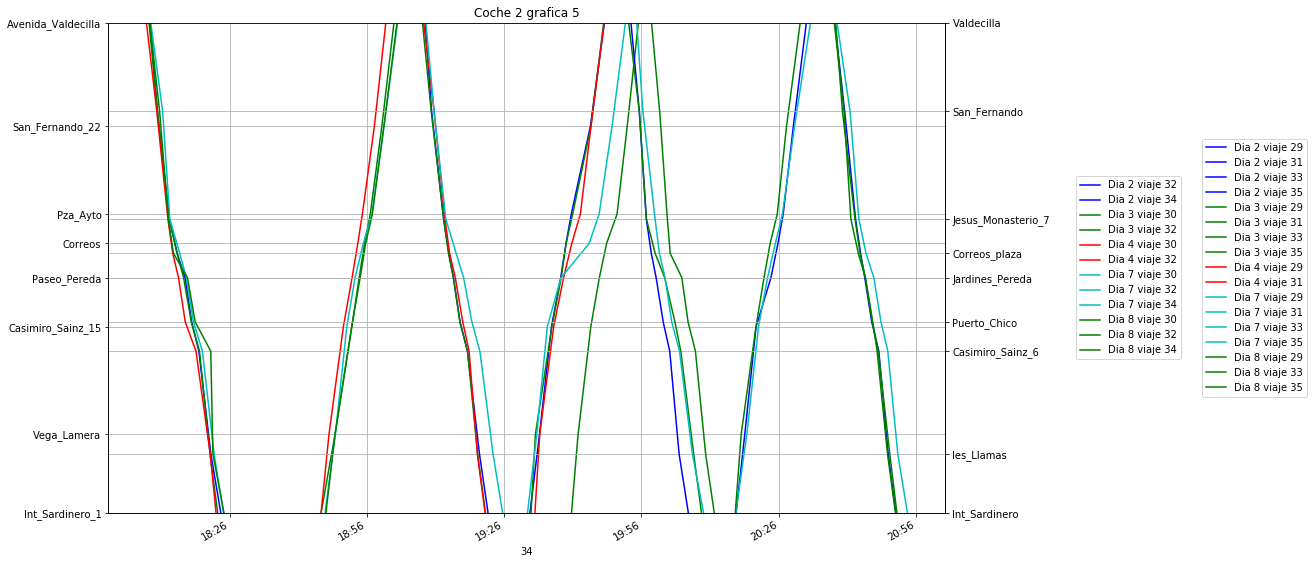 Coche 2 grafica 5
Avenida_Valdecilla
San_Fernando_22
Pza_Ayto
Correos
Paseo_Pereda
Casimiro_Sainz_15
Vega_Lamera
Int_Sardinero_1
Valdecilla
San_Fernando
Jesus_Monasterio_7
Correos_plaza
Jardines_Pereda
Puerto_Chico
Casimiro_Sainz_6
Ies_Llamas
Int_Sardinero
18:26
18:56
19:26
19:56
20:26
20:56
34
Dia 2 viaje 32
Dia 2 viaje 34
Dia 3 viaje 30
Dia 3 viaje 32
Dia 4 viaje 30
Dia 4 viaje 32
Dia 7 viaje 30
Dia 7 viaje 32
Dia 7 viaje 34
Dia 8 viaje 30
Dia 8 viaje 32
Dia 8 viaje 34
Dia 2 viaje 29
Dia 2 viaje 31
Dia 2 viaje 33
Dia 2 viaje 35
Dia 3 viaje 29
Dia 3 viaje 31
Dia 3 viaje 33
Dia 3 viaje 35
Dia 4 viaje 29
Dia 4 viaje 31
Dia 7 viaje 29
Dia 7 viaje 31
Dia 7 viaje 33
Dia 7 viaje 35
Dia 8 viaje 29
Dia 8 viaje 33
Dia 8 viaje 35